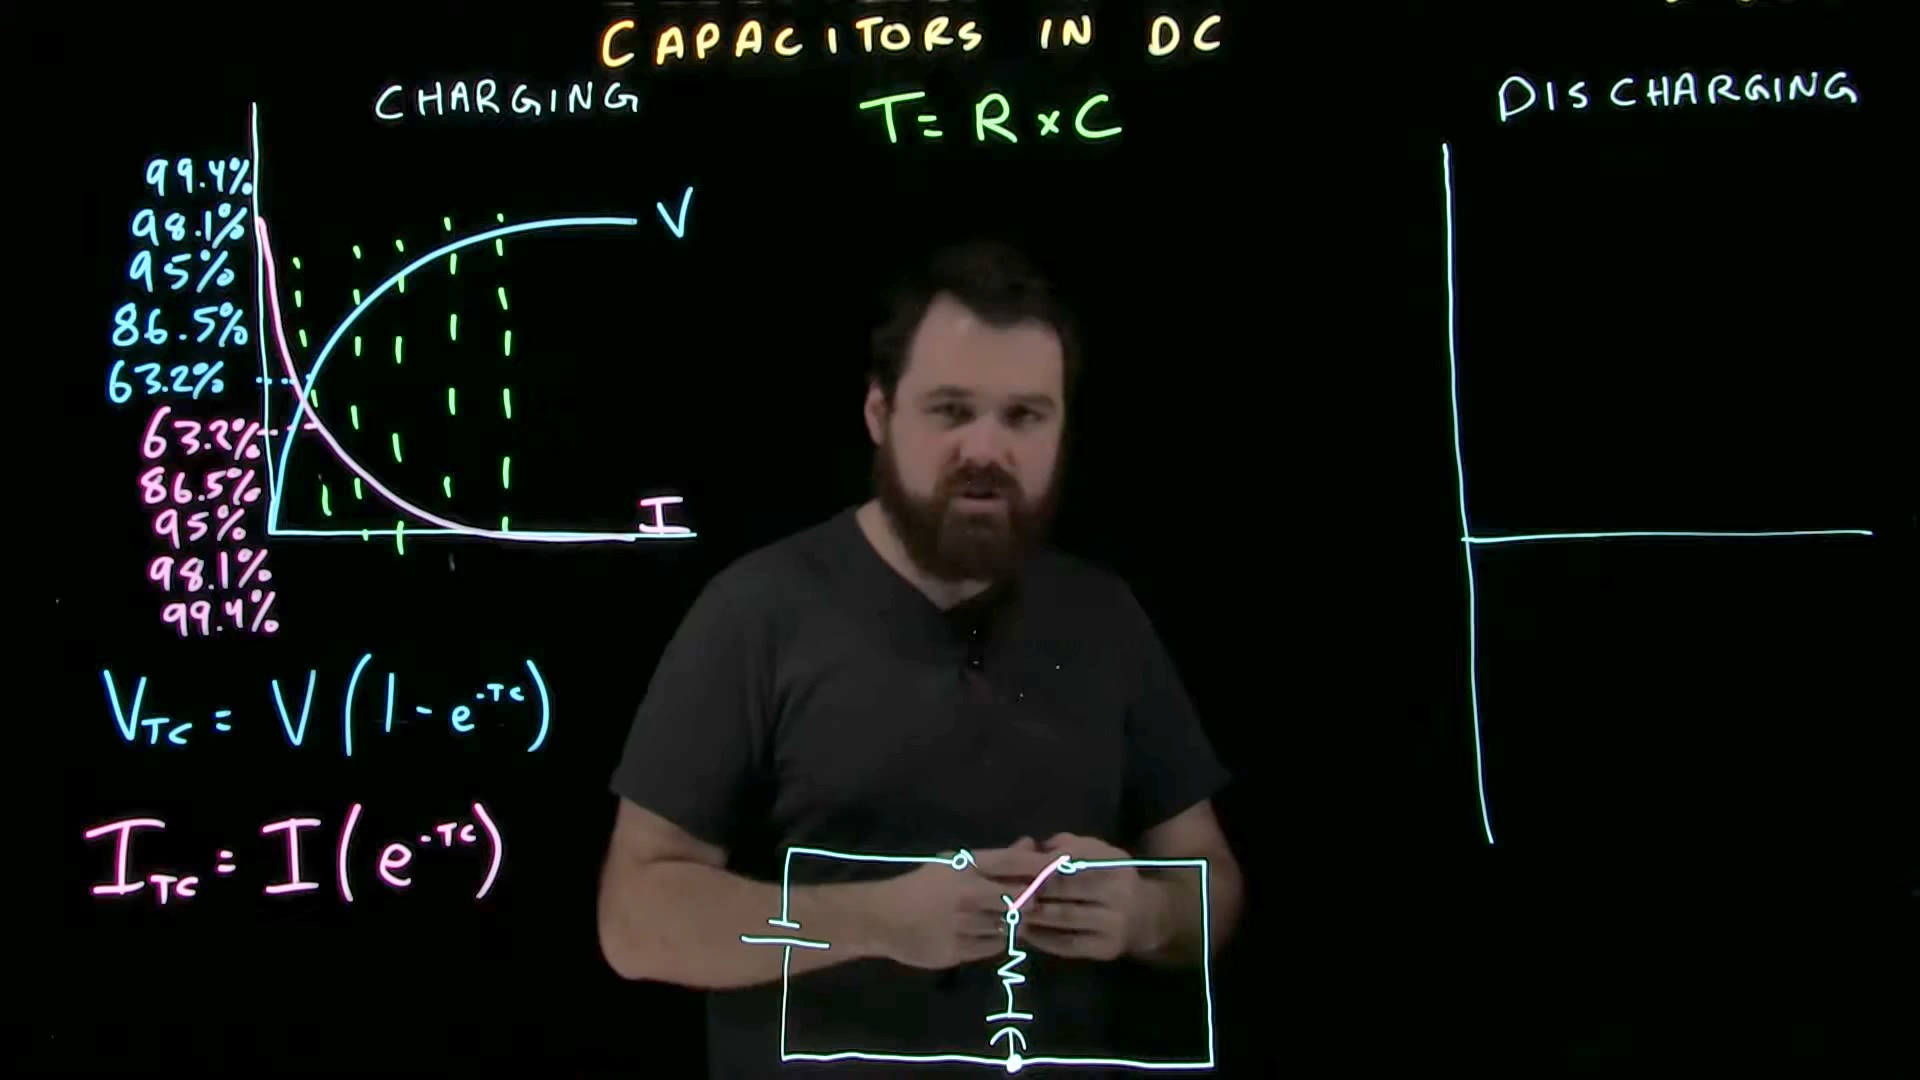 CAPACITORS IN DC
CHARGING
T = R × C
DISCHARGING
99.4%
98.1%
95%
86.5%
63.2%
63.2%
86.5%
95%
98.1%
99.4%
V
I
V_TC = V(1 - e^-TC)
I_TC = I(e^-TC)